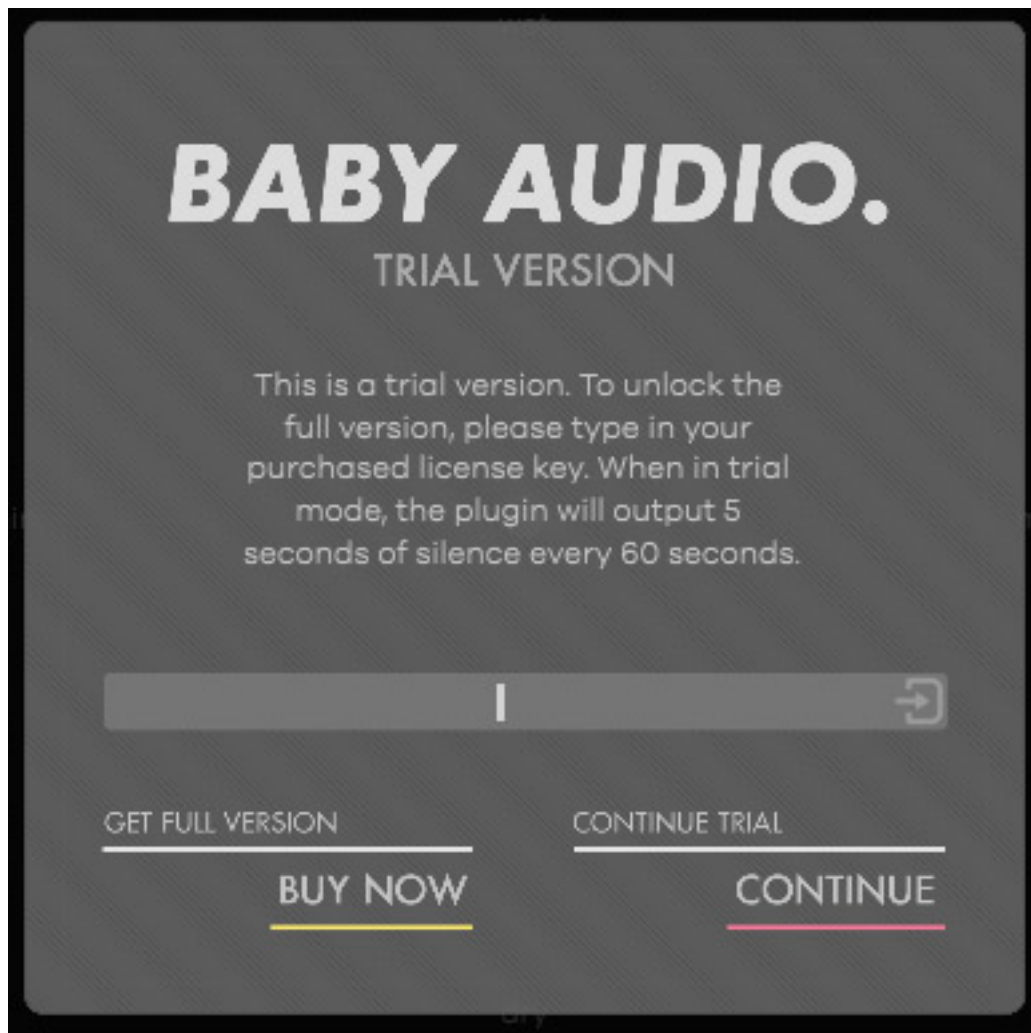 BABY AUDIO.
TRIAL VERSION
This is a trial version. To unlock the
full version, please type in your
purchased license key. When in trial
mode, the plugin will output 5
seconds of silence every 60 seconds.
GET FULL VERSION
BUY NOW
CONTINUE TRIAL
CONTINUE